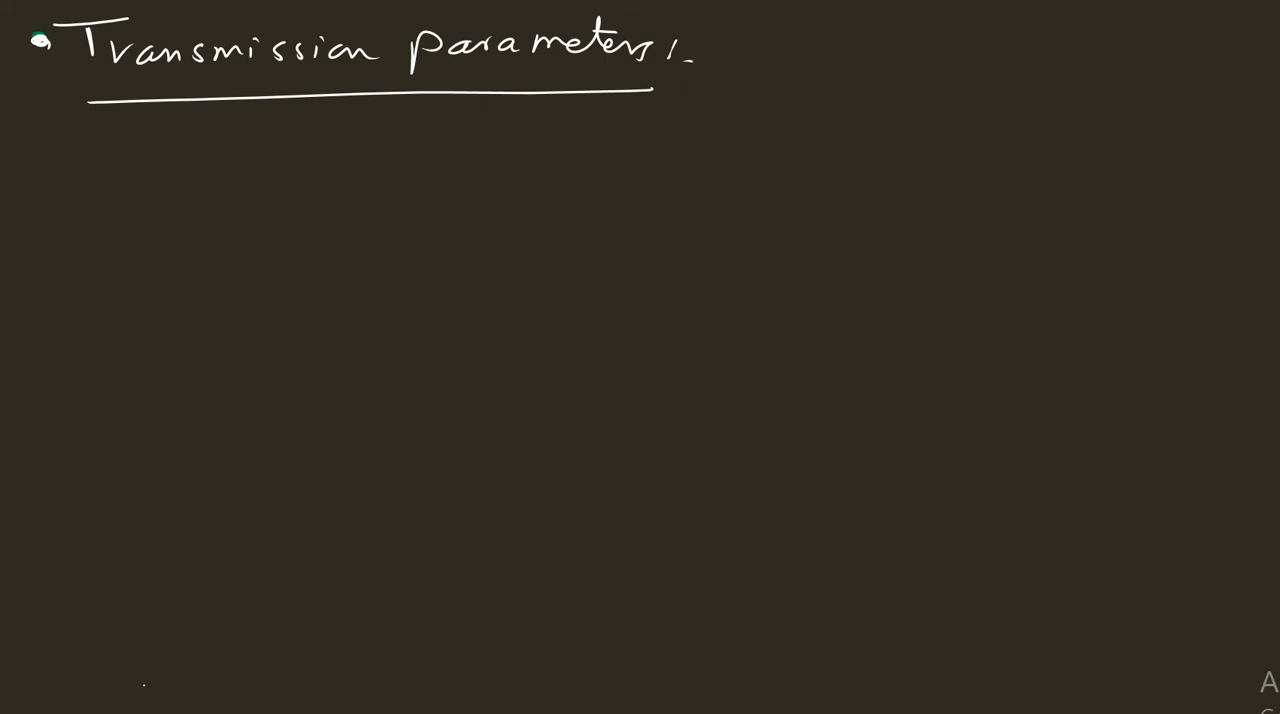 • Transmission parameters :-
A